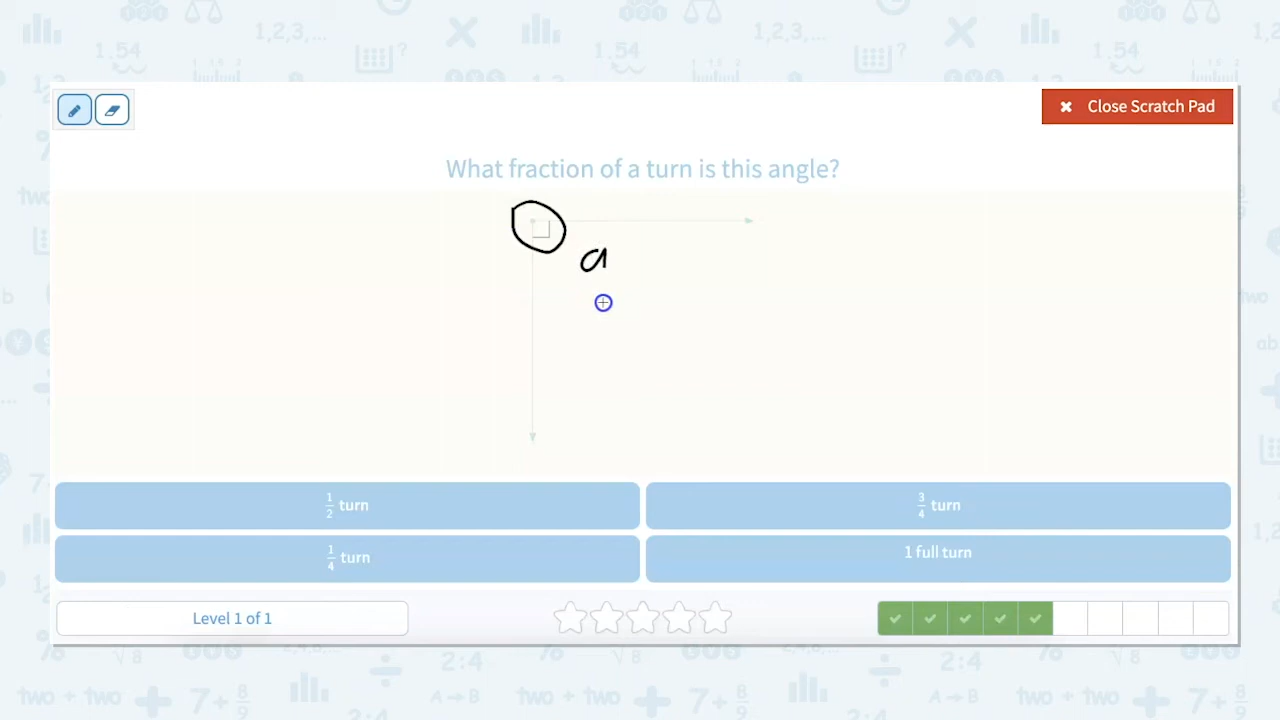 Close Scratch Pad
What fraction of a turn is this angle?
a
1/2 turn
3/4 turn
1/4 turn
1 full turn
Level 1 of 1